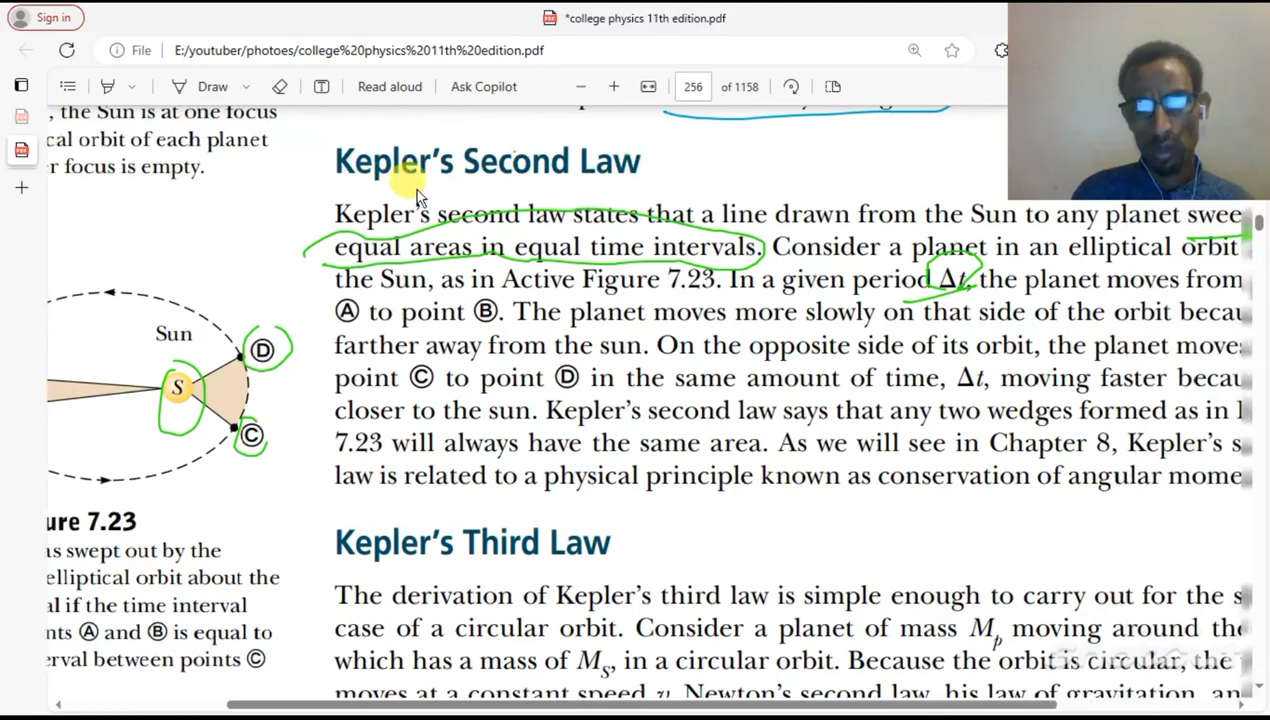 Sign in
*college physics 11th edition.pdf
File
E:/youtuber/photoes/college%20physics%2011th%20edition.pdf
Draw
Read aloud
Ask Copilot
256 of 1158
, the Sun is at one focus
cal orbit of each planet
r focus is empty.
Sun
D
S
C
ure 7.23
as swept out by the
elliptical orbit about the
al if the time interval
nts Ⓐ and Ⓑ is equal to
erval between points Ⓒ
Kepler's Second Law
Kepler's second law states that a line drawn from the Sun to any planet swee
equal areas in equal time intervals. Consider a planet in an elliptical orbit
the Sun, as in Active Figure 7.23. In a given period Δt, the planet moves from
Ⓐ to point Ⓑ. The planet moves more slowly on that side of the orbit becau
farther away from the sun. On the opposite side of its orbit, the planet move
point Ⓒ to point Ⓓ in the same amount of time, Δt, moving faster becau
closer to the sun. Kepler's second law says that any two wedges formed as in
7.23 will always have the same area. As we will see in Chapter 8, Kepler's s
law is related to a physical principle known as conservation of angular mome
Kepler's Third Law
The derivation of Kepler's third law is simple enough to carry out for the s
case of a circular orbit. Consider a planet of mass Mp moving around the
which has a mass of MS, in a circular orbit. Because the orbit is circular, the
moves at a constant speed v. Newton's second law, his law of gravitation, an